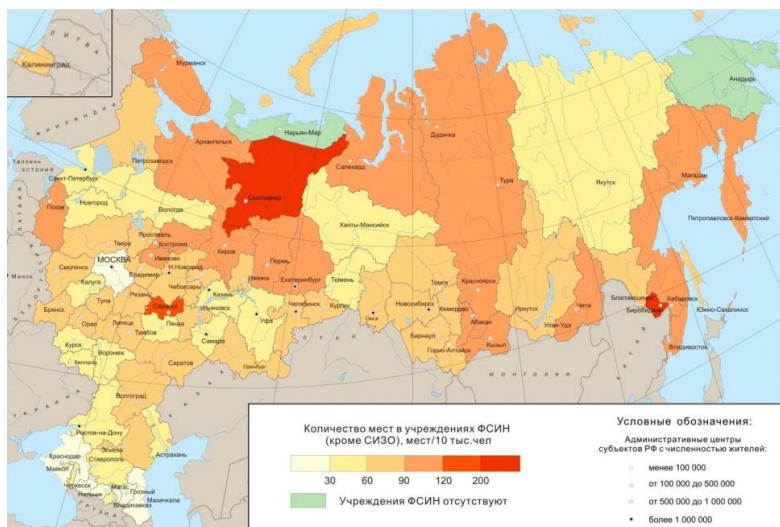 ЛИТВА
Калининград
Мурманск
ФИНЛЯНДИЯ
Нарьян-Мар
Анадырь
Архангельск
Дудинка
Таллин
ЭСТОНИЯ
Петрозаводск
Салехард
Санкт-Петербург
Сыктывкар
Тура
Якутск
Магадан
ЛАТВИЯ
Псков
Новгород
Вологда
Ханты-Мансийск
Петропавловск-Камчатский
Ярославль
Кострома
Киров
Пермь
Тверь
Иваново
МОСКВА
Смоленск
Владимир
Н.Новгород
Ижевск
Екатеринбург
Минск
Калуга
Чебоксары
Казань
Тюмень
Томск
Красноярск
Благовещенск
Хабаровск
Рязань
Тула
Саранск
Ульяновск
Уфа
Челябинск
Курган
Омск
Новосибирск
Кемерово
Иркутск
Чита
Биробиджан
Южно-Сахалинск
Брянск
Орел
Липецк
Пенза
Тамбов
Самара
Барнаул
Абакан
Улан-Удэ
Курск
Воронеж
Саратов
Оренбург
Горно-Алтайск
Кызыл
Владивосток
Белгород
МОНГОЛИЯ
Волгоград
Ростов-на-Дону
Элиста
Астрахань
Краснодар
Ставрополь
Майкоп
Черкесск
Магас
Грозный
Нальчик
Махачкала
Владикавказ
Количество мест в учреждениях ФСИН
(кроме СИЗО), мест/10 тыс.чел
30 60 90 120 200
Учреждения ФСИН отсутствуют
Условные обозначения:
Административные центры
субъектов РФ с численностью жителей:
менее 100 000
от 100 000 до 500 000
от 500 000 до 1 000 000
более 1 000 000